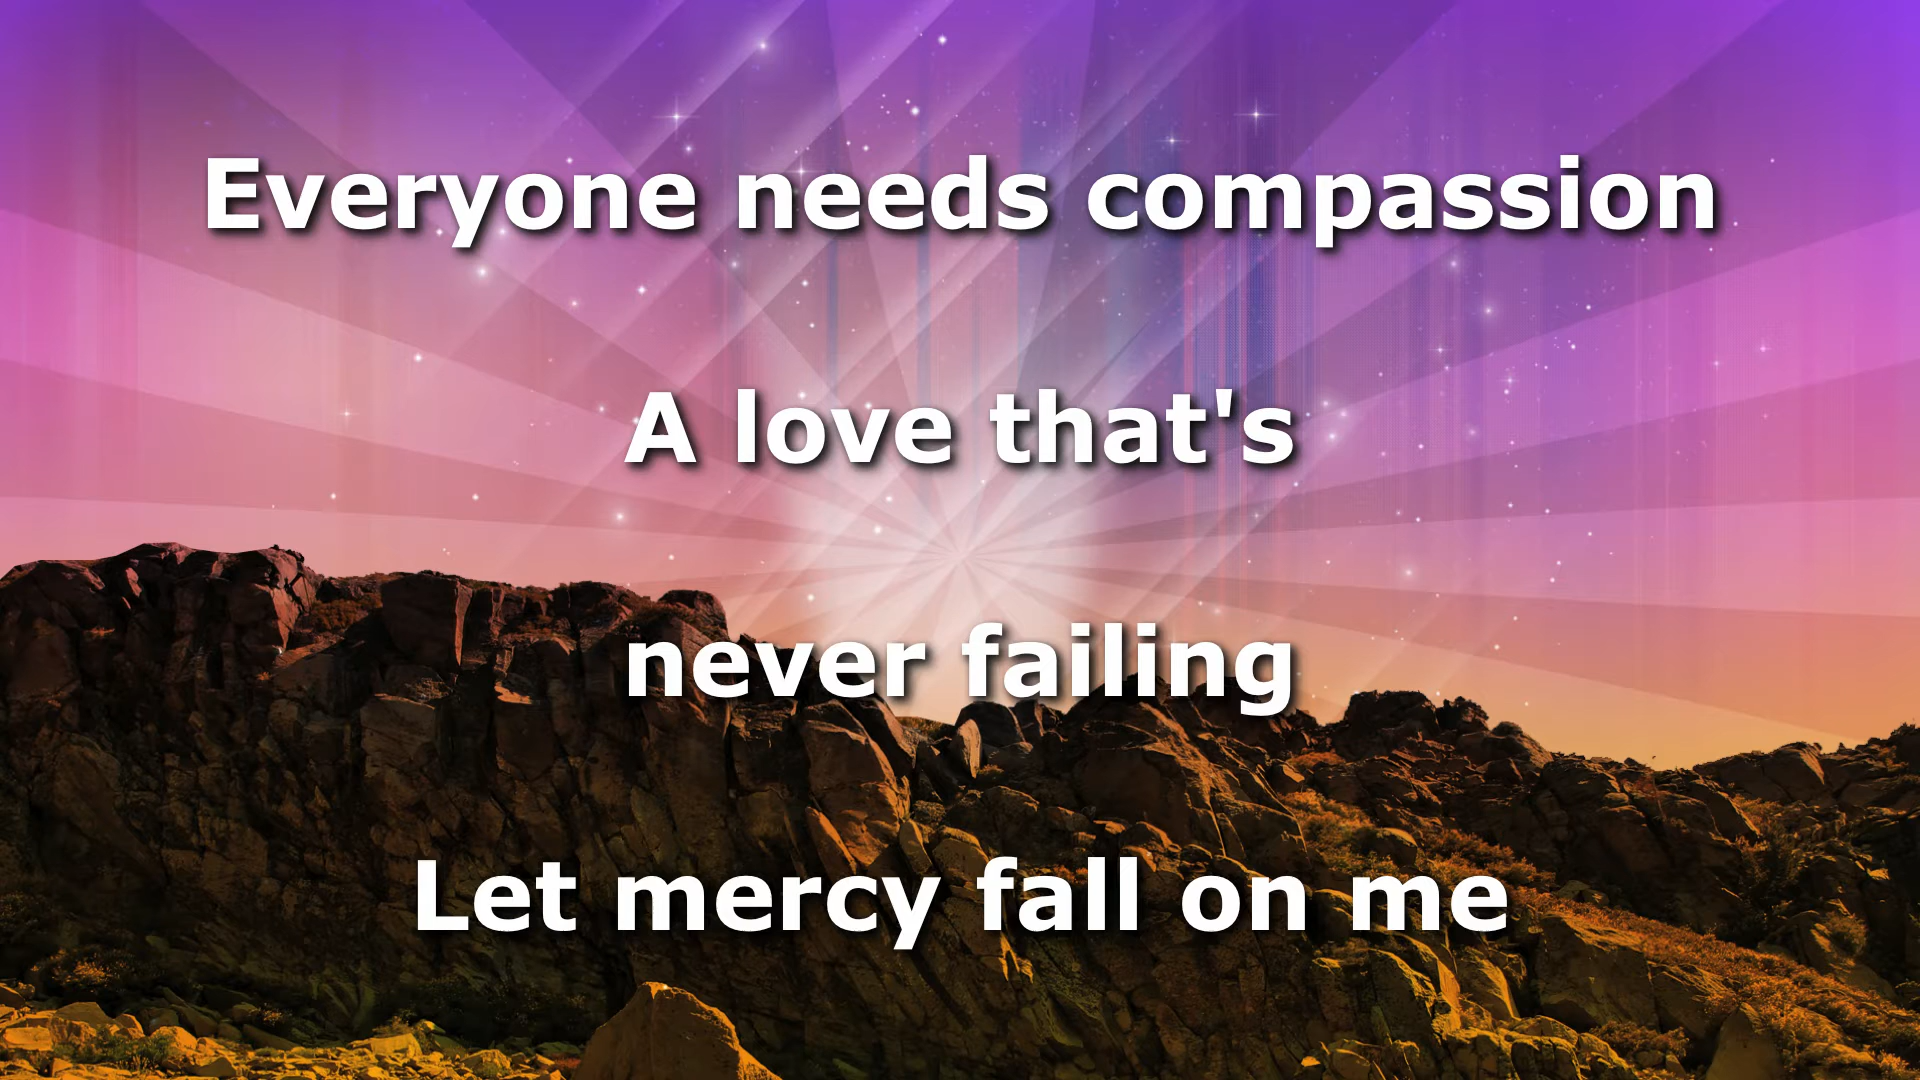 Everyone needs compassion
A love that's
never failing
Let mercy fall on me